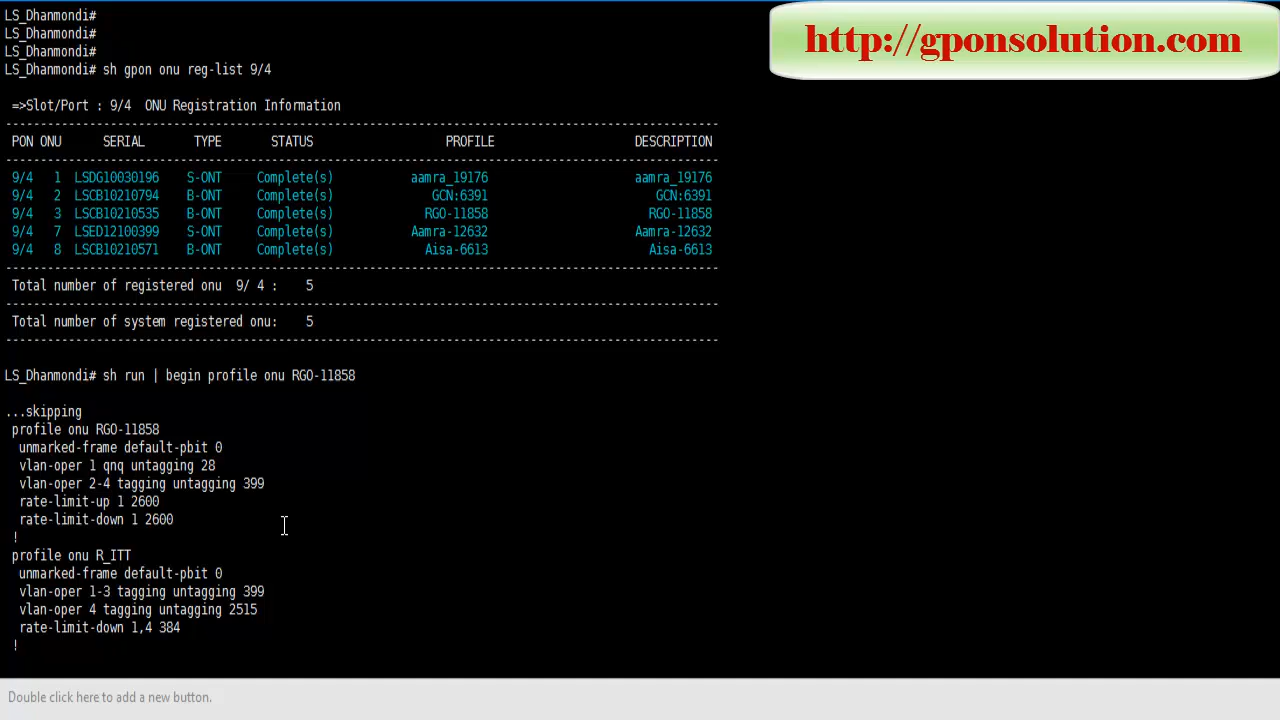 LS_Dhanmondi#
LS_Dhanmondi#
LS_Dhanmondi#
LS_Dhanmondi# sh gpon onu reg-list 9/4
http://gponsolution.com
=>Slot/Port : 9/4  ONU Registration Information
---------------------------------------------------------------------------------------------------
PON ONU      SERIAL       TYPE       STATUS                   PROFILE                    DESCRIPTION
---------------------------------------------------------------------------------------------------
9/4   1  LSDG10030196    S-ONT     Complete(s)           aamra_19176                     aamra_19176
9/4   2  LSCB10210794    B-ONT     Complete(s)              GCN:6391                        GCN:6391
9/4   3  LSCB10210535    B-ONT     Complete(s)             RGO-11858                       RGO-11858
9/4   7  LSED12100399    S-ONT     Complete(s)           Aamra-12632                     Aamra-12632
9/4   8  LSCB10210571    B-ONT     Complete(s)             Aisa-6613                       Aisa-6613
---------------------------------------------------------------------------------------------------
Total number of registered onu  9/ 4 :    5
---------------------------------------------------------------------------------------------------
Total number of system registered onu:    5
---------------------------------------------------------------------------------------------------
LS_Dhanmondi# sh run | begin profile onu RGO-11858
...skipping
profile onu RGO-11858
unmarked-frame default-pbit 0
vlan-oper 1 qnq untagging 28
vlan-oper 2-4 tagging untagging 399
rate-limit-up 1 2600
rate-limit-down 1 2600
!
profile onu R_ITT
unmarked-frame default-pbit 0
vlan-oper 1-3 tagging untagging 399
vlan-oper 4 tagging untagging 2515
rate-limit-down 1,4 384
!
Double click here to add a new button.